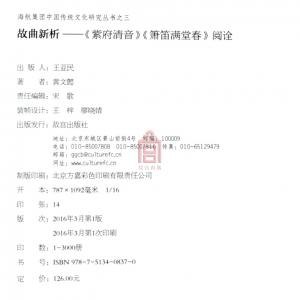 海航集团中国传统文化研究丛书之三
故曲新析——《紫府清音》《箫笛满堂春》阅诠
出 版 人：王亚民
著 者：龚文龄
责任编辑：宋 歌
装帧设计：王 梓 廖晓婧
出版发行：故宫出版社
地址：北京东城区景山前街4号 邮编：100009
电话：010-85007808 010-85007816 传真：010-65129479
网址：www.culturefc.cn
邮箱：ggcb@culturefc.cn
制版印刷：北京方嘉彩色印刷有限责任公司
开 本：787×1092毫米 1/16
印 张：14
版 次：2016年3月第1版
2016年3月第1次印刷
印 数：1-3000册
书 号：ISBN 978-7-5134-0837-0
定 价：126.00元